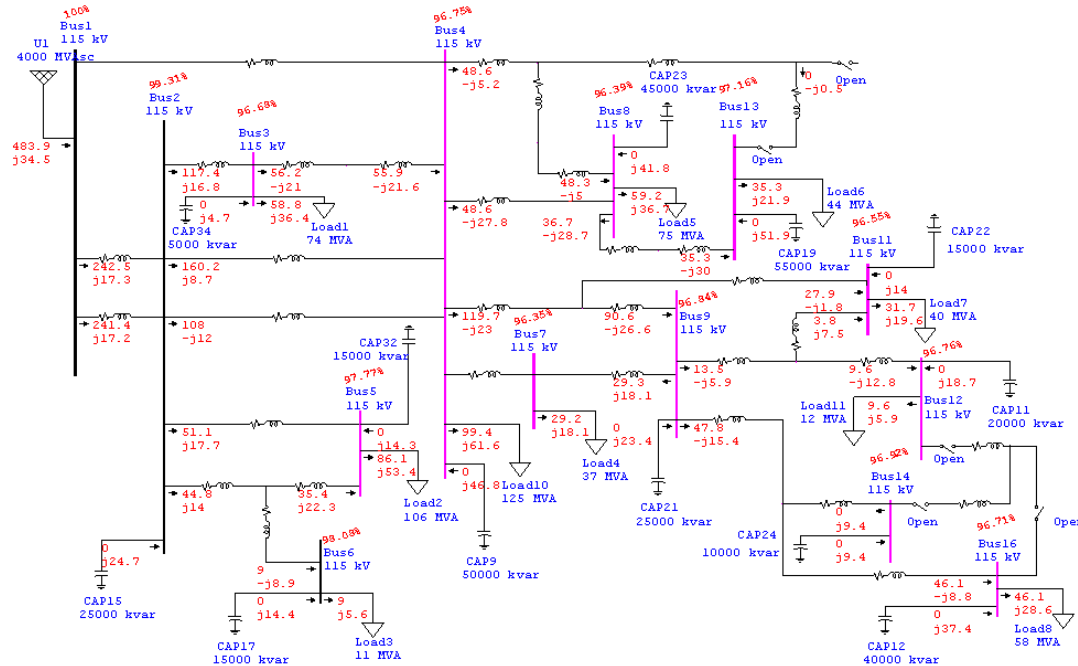 100%
Bus1
115 kV
U1
4000 MVAsc
483.9
j34.5
99.31%
Bus2
115 kV
96.68%
Bus3
115 kV
117.4
j16.8
56.2
-j21
55.9
-j21.6
0
j4.7
58.8
j36.4
CAP34
5000 kvar
Load1
74 MVA
242.5
j17.3
160.2
j8.7
241.4
j17.2
108
-j12
96.75%
Bus4
115 kV
48.6
-j5.2
48.6
-j27.8
119.7
-j23
99.4
j61.6
Load10
125 MVA
0
j46.8
CAP9
50000 kvar
CAP23
45000 kvar
96.39%
Bus8
115 kV
0
j41.8
48.3
-j5
59.2
j36.7
Load5
75 MVA
36.7
-j28.7
35.3
-j30
0
-j0.5
Open
97.16%
Bus13
115 kV
Open
35.3
j21.9
Load6
44 MVA
0
j51.9
CAP19
55000 kvar
96.55%
Bus11
115 kV
CAP22
15000 kvar
0
j14
27.9
-j1.8
31.7
j19.6
Load7
40 MVA
3.8
j7.5
96.84%
Bus9
115 kV
90.6
-j26.6
13.5
-j5.9
29.3
j18.1
47.8
-j15.4
0
j23.4
CAP21
25000 kvar
96.35%
Bus7
115 kV
29.2
j18.1
Load4
37 MVA
96.76%
Bus12
115 kV
9.6
-j12.8
0
j18.7
CAP11
20000 kvar
9.6
j5.9
Load11
12 MVA
Open
96.92%
Bus14
115 kV
Open
0
j9.4
0
j9.4
CAP24
10000 kvar
Open
96.71%
Bus16
115 kV
46.1
-j8.8
46.1
j28.6
Load8
58 MVA
0
j37.4
CAP12
40000 kvar
CAP32
15000 kvar
97.77%
Bus5
115 kV
51.1
j17.7
0
j14.3
86.1
j53.4
Load2
106 MVA
44.8
j14
35.4
j22.3
98.08%
Bus6
115 kV
9
-j8.9
0
j14.4
9
j5.6
CAP17
15000 kvar
Load3
11 MVA
0
j24.7
CAP15
25000 kvar